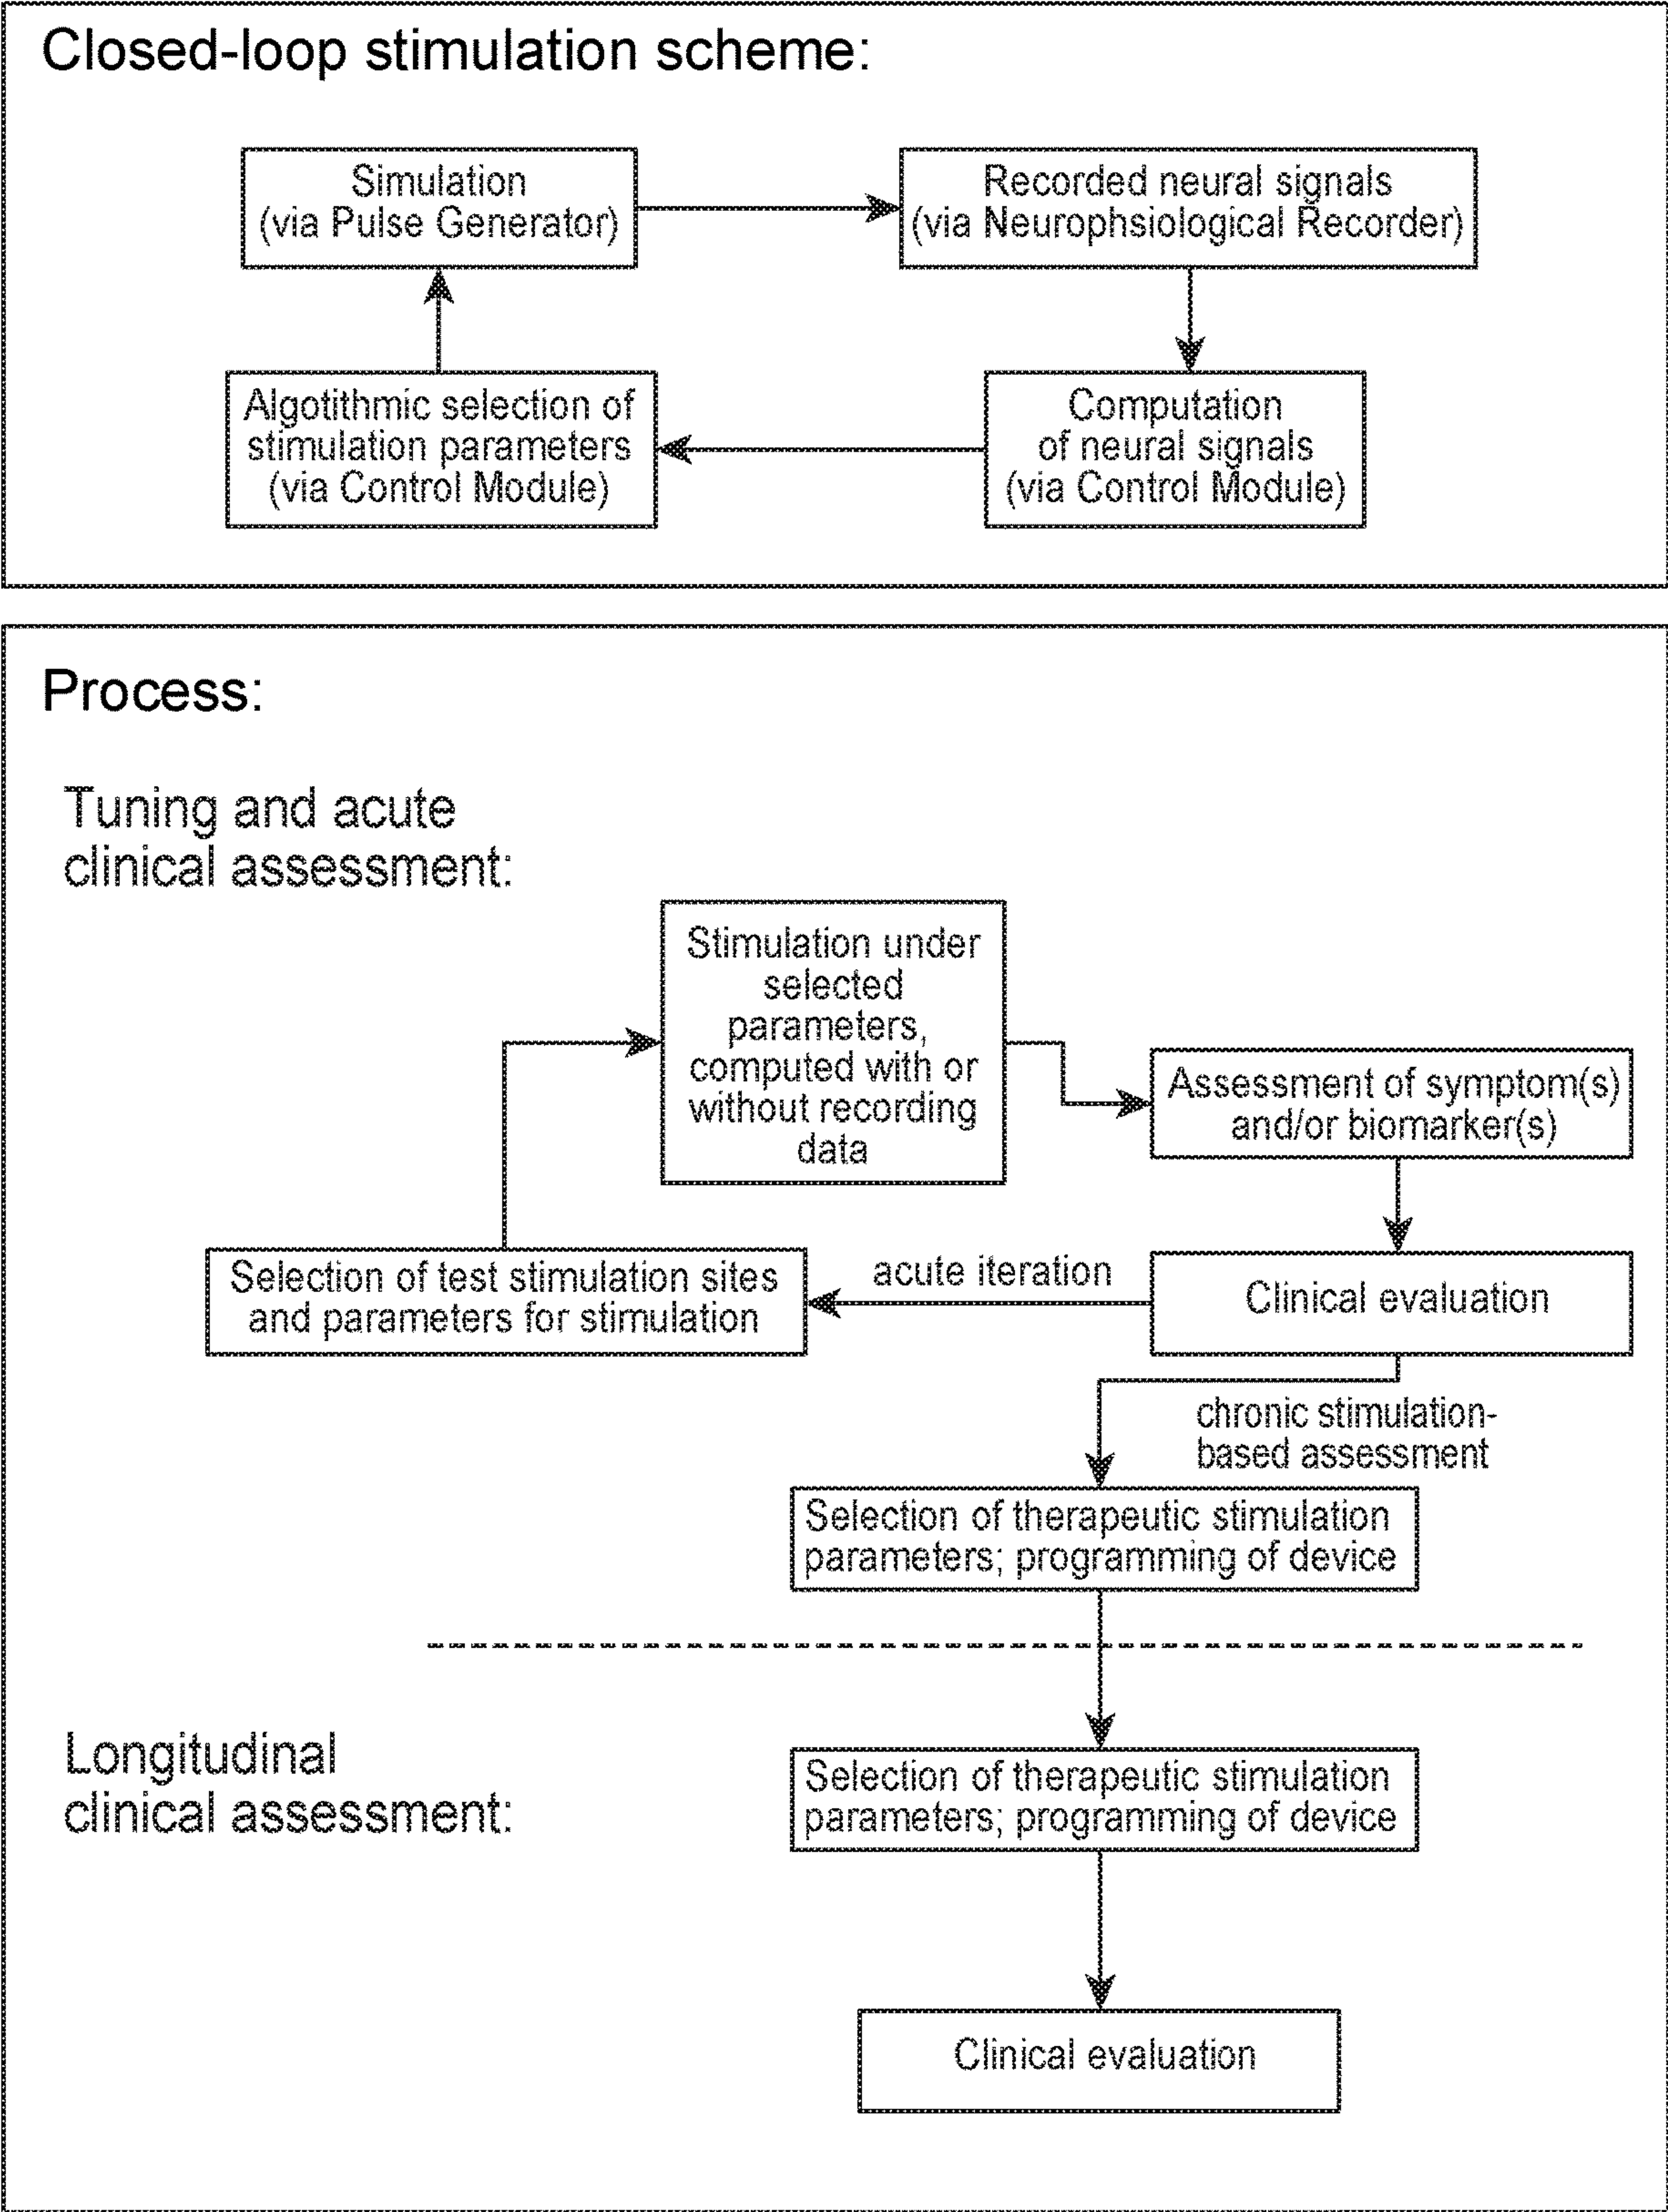 Closed-loop stimulation scheme:
Simulation
(via Pulse Generator)
Recorded neural signals
(via Neurophsiological Recorder)
Algotithmic selection of
stimulation parameters
(via Control Module)
Computation
of neural signals
(via Control Module)
Process:
Tuning and acute
clinical assessment:
Stimulation under
selected
parameters,
computed with or
without recording
data
Assessment of symptom(s)
and/or biomarker(s)
Selection of test stimulation sites
and parameters for stimulation
acute iteration
Clinical evaluation
chronic stimulation-
based assessment
Selection of therapeutic stimulation
parameters; programming of device
Longitudinal
clinical assessment:
Selection of therapeutic stimulation
parameters; programming of device
Clinical evaluation